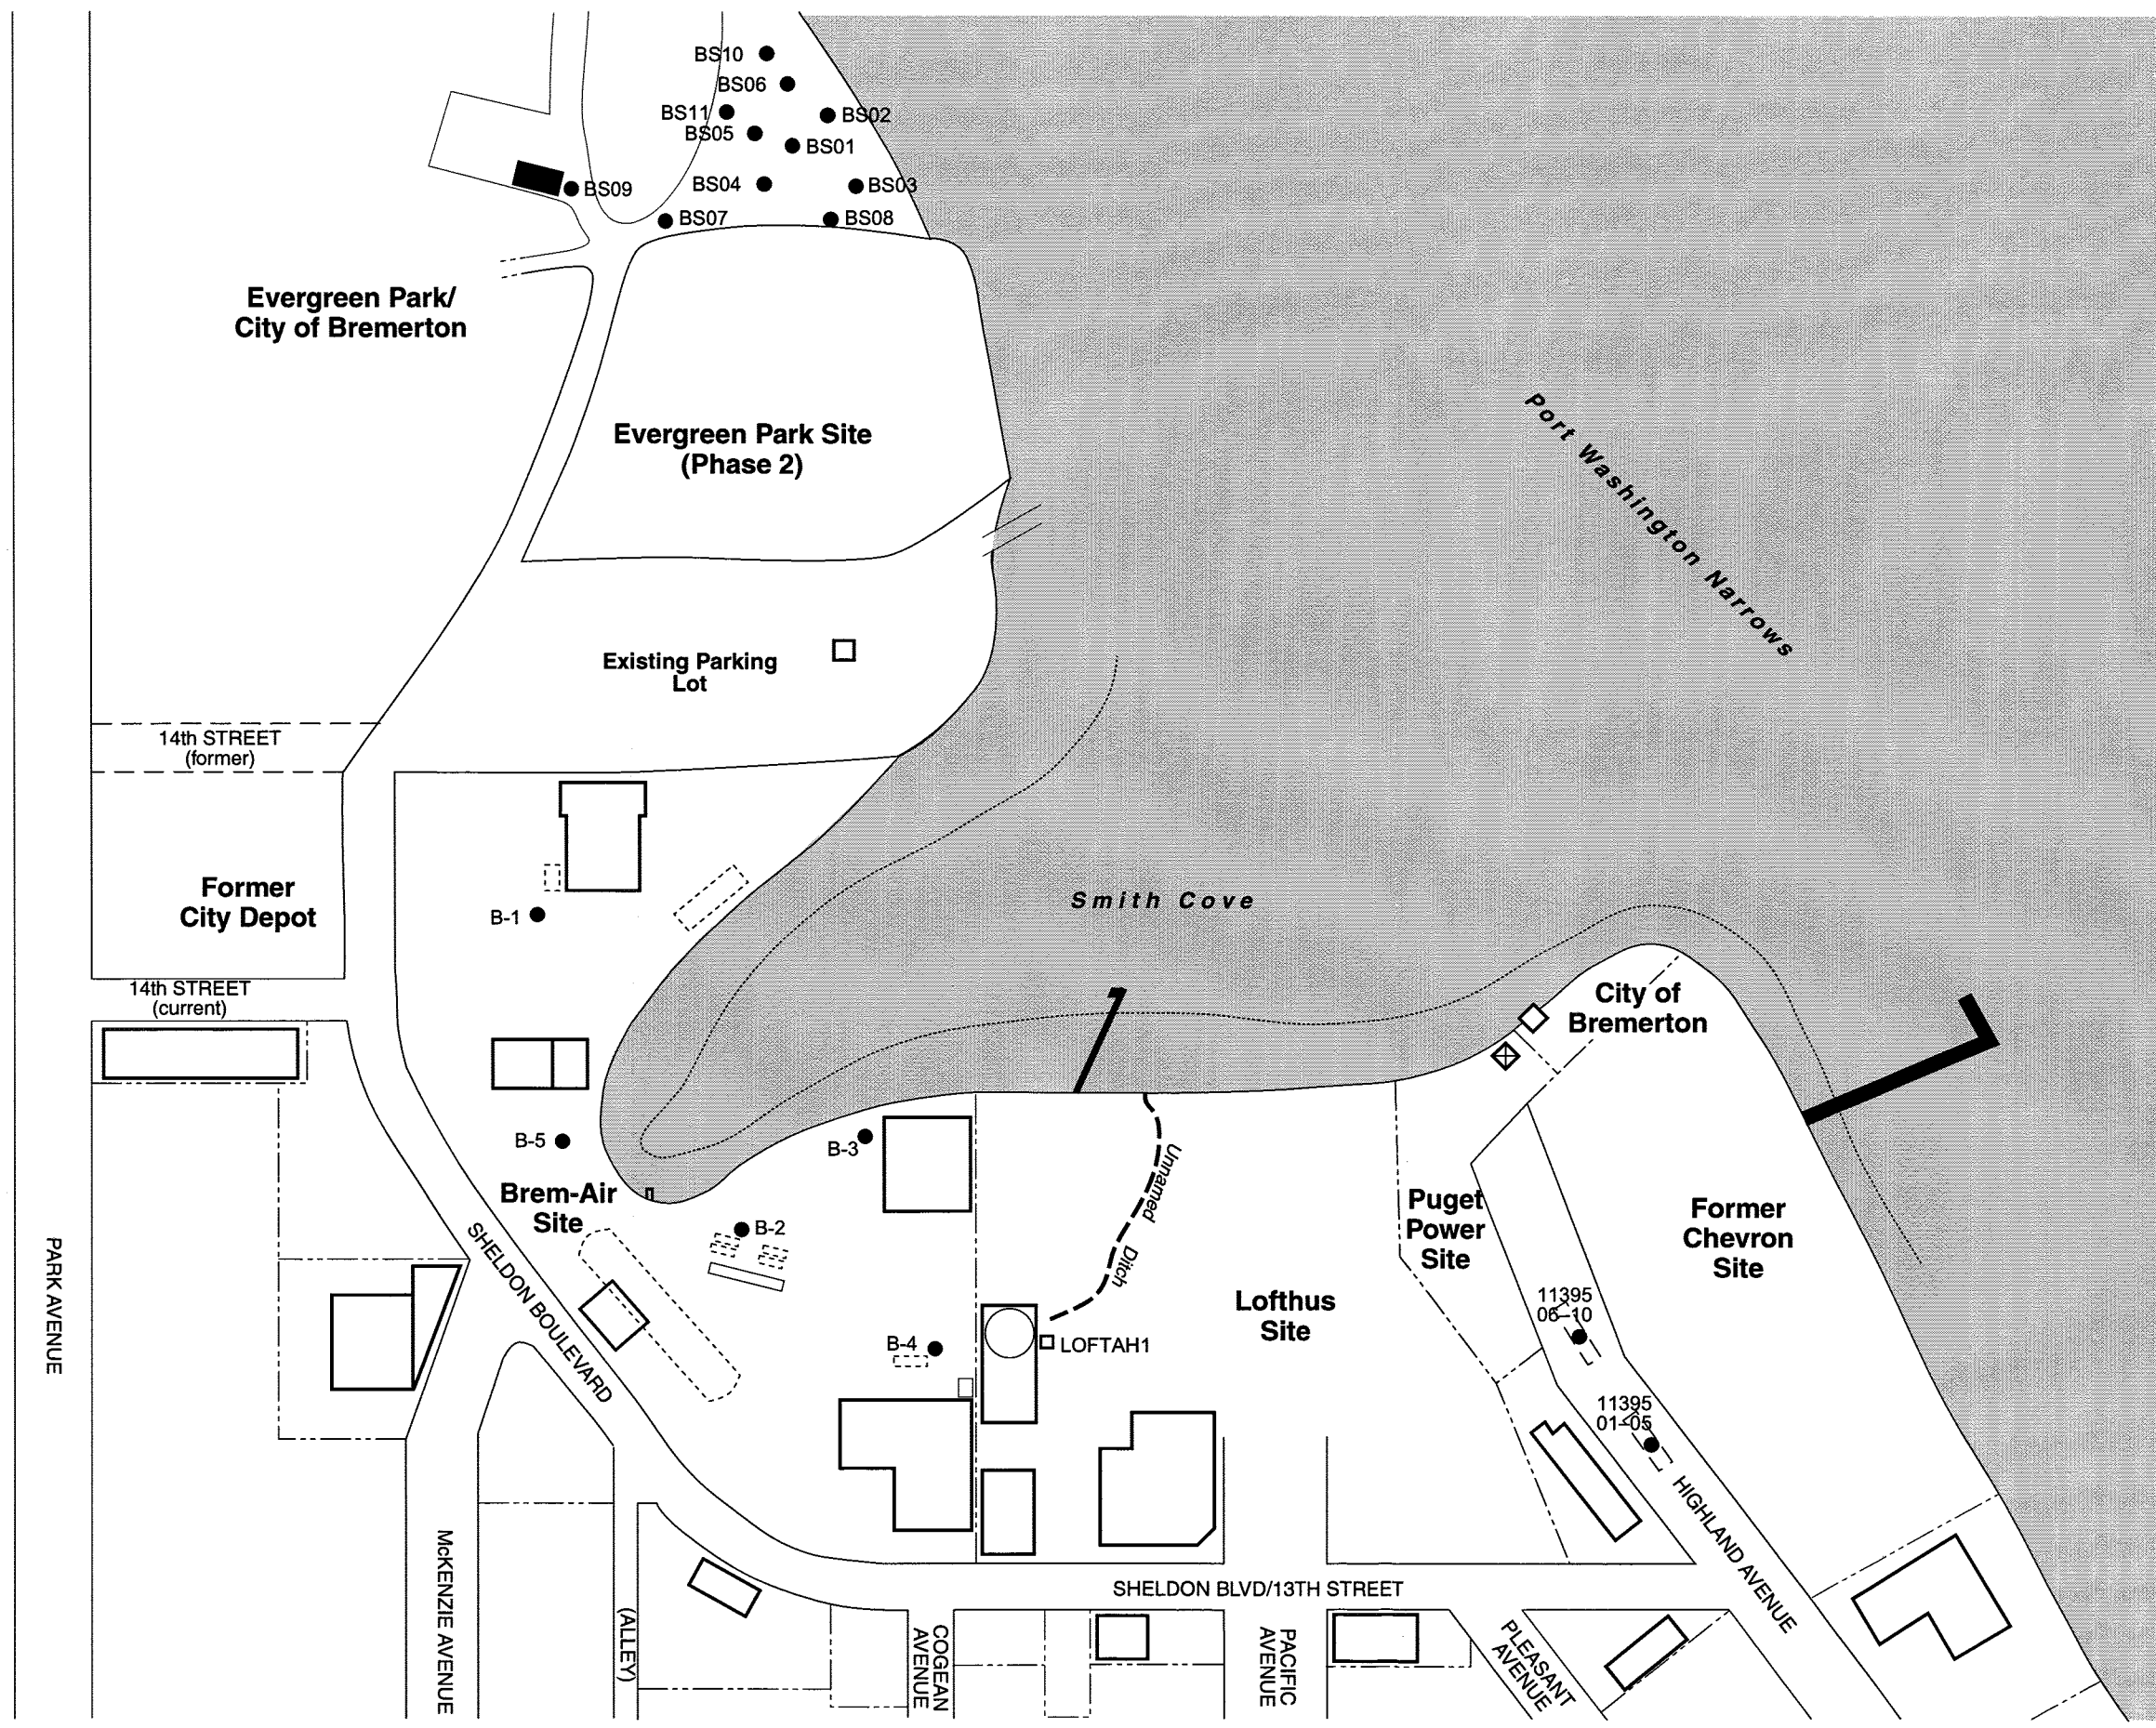 BS10
BS06
BS11
BS02
BS05
BS01
BS04
BS03
BS09
BS07
BS08
Evergreen Park/
City of Bremerton
Evergreen Park Site
(Phase 2)
Port Washington Narrows
Existing Parking
Lot
14th STREET
(former)
Former
City Depot
B-1
Smith Cove
14th STREET
(current)
City of
Bremerton
B-5
B-3
Brem-Air
Site
B-2
Unnamed Ditch
Puget
Power
Site
Former
Chevron
Site
PARK AVENUE
SHELDON BOULEVARD
Lofthus
Site
B-4
LOFTAH1
11395
06-10
11395
01-05
HIGHLAND AVENUE
McKENZIE AVENUE
(ALLEY)
SHELDON BLVD/13TH STREET
COGEAN
AVENUE
PACIFIC
AVENUE
PLEASANT
AVENUE